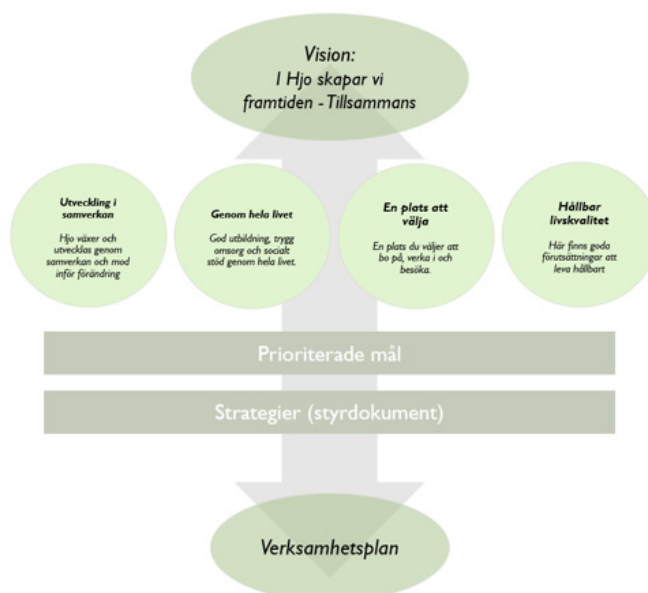 Vision:
I Hjo skapar vi
framtiden - Tillsammans
Utveckling i
samverkan
Hjo växer och
utvecklas genom
samverkan och mod
inför förändring
Genom hela livet
God utbildning, trygg
omsorg och socialt
stöd genom hela livet.
En plats att
välja
En plats du väljer att
bo på, verka i och
besöka.
Hållbar
livskvalitet
Här finns goda
förutsättningar att
leva hållbart
Prioriterade mål
Strategier (styrdokument)
Verksamhetsplan